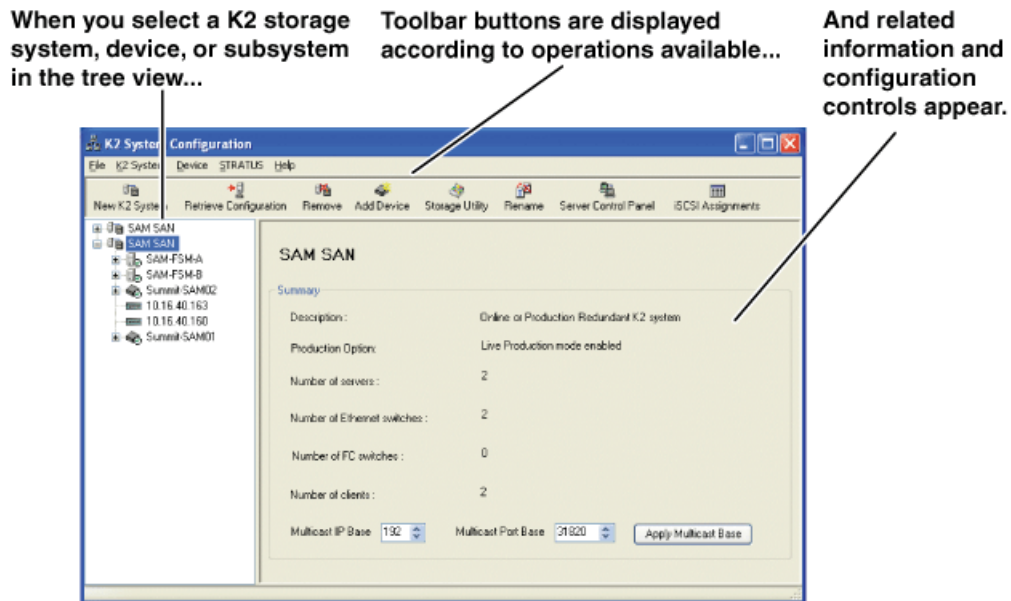 When you select a K2 storage
system, device, or subsystem
in the tree view...
Toolbar buttons are displayed
according to operations available...
And related
information and
configuration
controls appear.
K2 System Configuration
File K2 System Device STRATUS Help
New K2 System Retrieve Configuration Remove Add Device Storage Utility Rename Server Control Panel iSCSI Assignments
SAM SAN
SAM SAN
SAM-FSM-A
SAM-FSM-B
Summit-SAM02
10.16.40.163
10.16.40.160
Summit-SAM01
SAM SAN
Summary
Description : Online or Production Redundant K2 system
Production Option: Live Production mode enabled
Number of servers : 2
Number of Ethernet switches : 2
Number of FC switches : 0
Number of clients : 2
Multicast IP Base 192 Multicast Port Base 31820 Apply Multicast Base